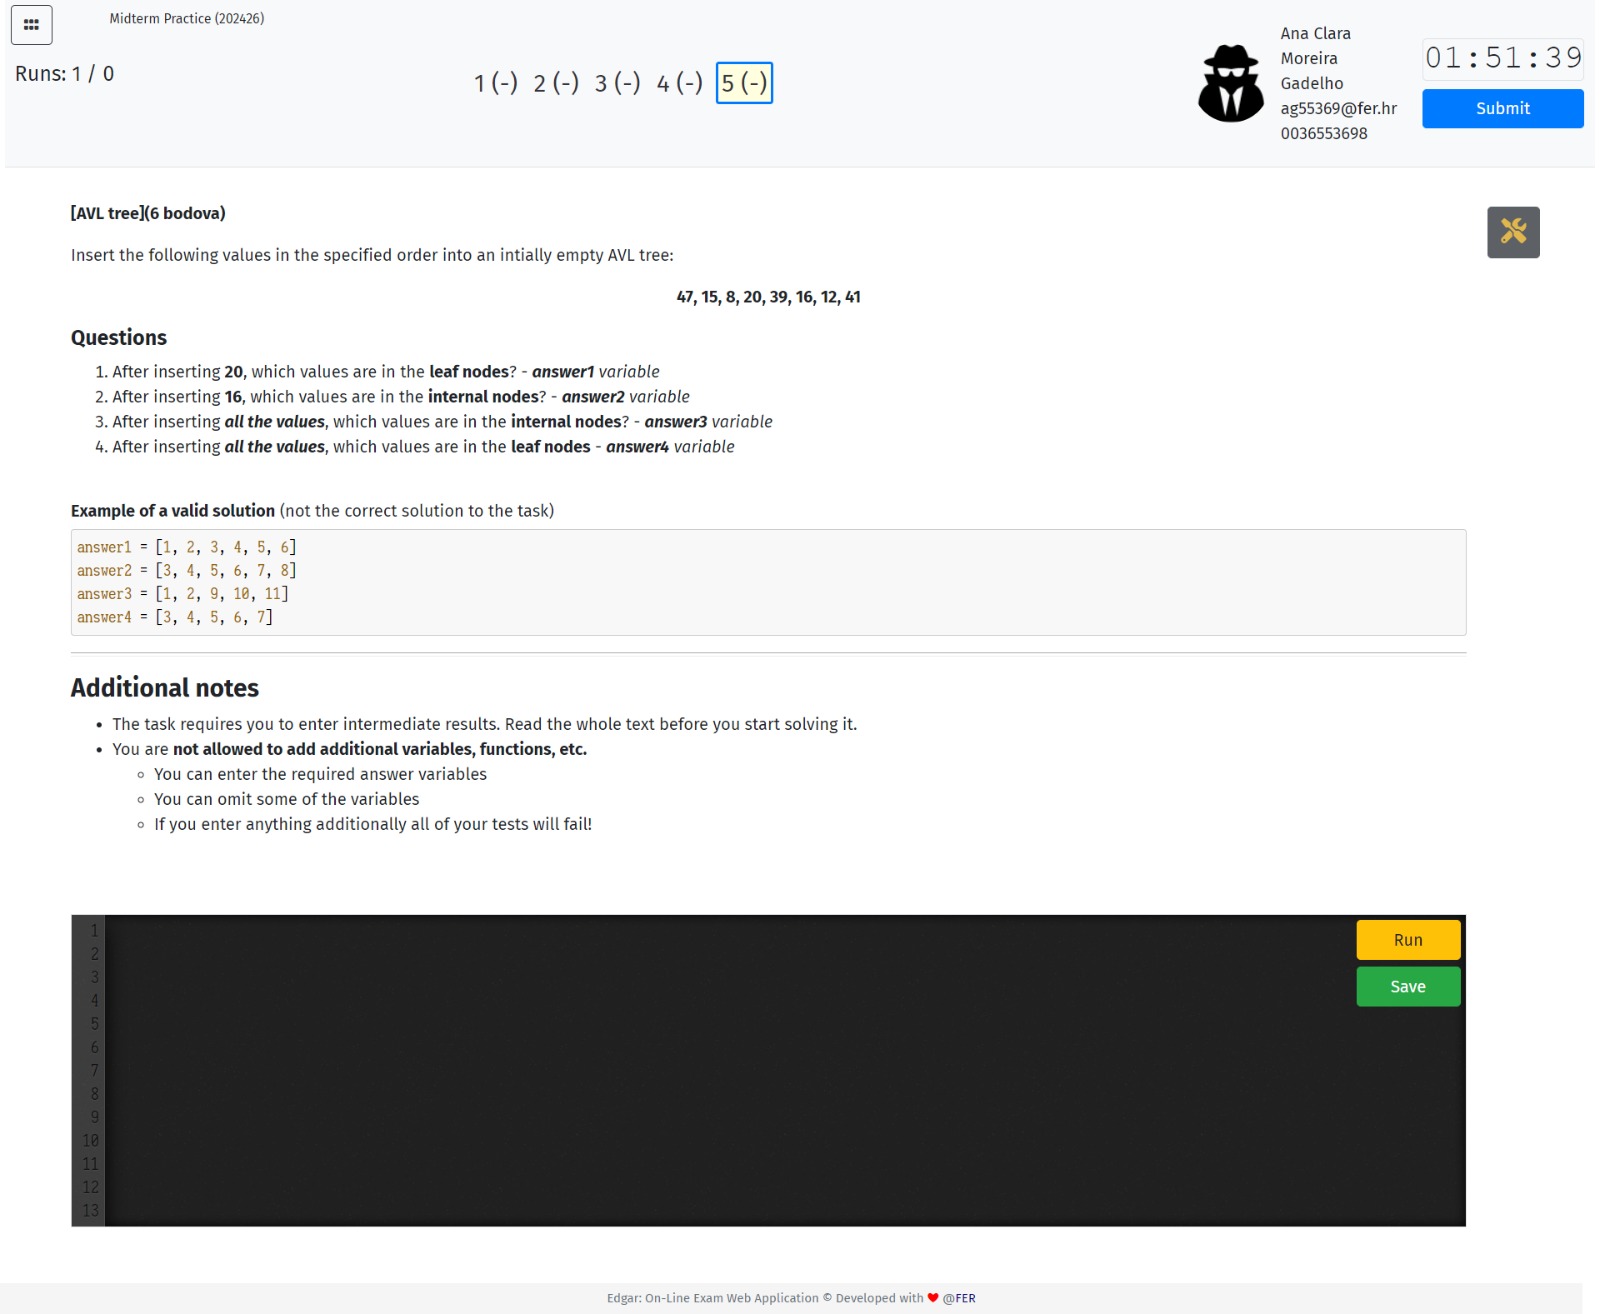 Midterm Practice (202426)
Runs: 1 / 0
1 (-) 2 (-) 3 (-) 4 (-) 5 (-)
Ana Clara
Moreira
Gadelho
ag55369@fer.hr
0036553698
01:51:39
Submit
[AVL tree](6 bodova)
Insert the following values in the specified order into an intially empty AVL tree:
47, 15, 8, 20, 39, 16, 12, 41
Questions
1. After inserting 20, which values are in the leaf nodes? - answer1 variable
2. After inserting 16, which values are in the internal nodes? - answer2 variable
3. After inserting all the values, which values are in the internal nodes? - answer3 variable
4. After inserting all the values, which values are in the leaf nodes - answer4 variable
Example of a valid solution (not the correct solution to the task)
answer1 = [1, 2, 3, 4, 5, 6]
answer2 = [3, 4, 5, 6, 7, 8]
answer3 = [1, 2, 9, 10, 11]
answer4 = [3, 4, 5, 6, 7]
Additional notes
• The task requires you to enter intermediate results. Read the whole text before you start solving it.
• You are not allowed to add additional variables, functions, etc.
◦ You can enter the required answer variables
◦ You can omit some of the variables
◦ If you enter anything additionally all of your tests will fail!
1
2
3
4
5
6
7
8
9
10
11
12
13
Run
Save
Edgar: On-Line Exam Web Application © Developed with ♥ @FER